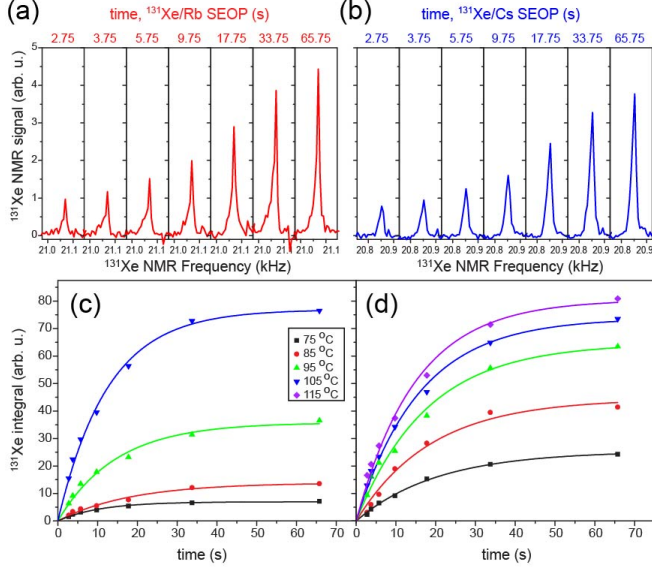 (a) time, ¹³¹Xe/Rb SEOP (s)
2.75 3.75 5.75 9.75 17.75 33.75 65.75
(b) time, ¹³¹Xe/Cs SEOP (s)
2.75 3.75 5.75 9.75 17.75 33.75 65.75
¹³¹Xe NMR signal (arb. u.)
5
4
3
2
1
0
21.0 21.1 21.0 21.1 21.0 21.1 21.0 21.1 21.0 21.1 21.0 21.1 21.0 21.1
¹³¹Xe NMR Frequency (kHz)
20.8 20.9 20.8 20.9 20.8 20.9 20.8 20.9 20.8 20.9 20.8 20.9 20.8 20.9
¹³¹Xe NMR Frequency (kHz)
(c)
¹³¹Xe integral (arb. u.)
80
70
60
50
40
30
20
10
0
75 °C
85 °C
95 °C
105 °C
115 °C
0 10 20 30 40 50 60 70
time (s)
(d)
0 10 20 30 40 50 60 70
time (s)